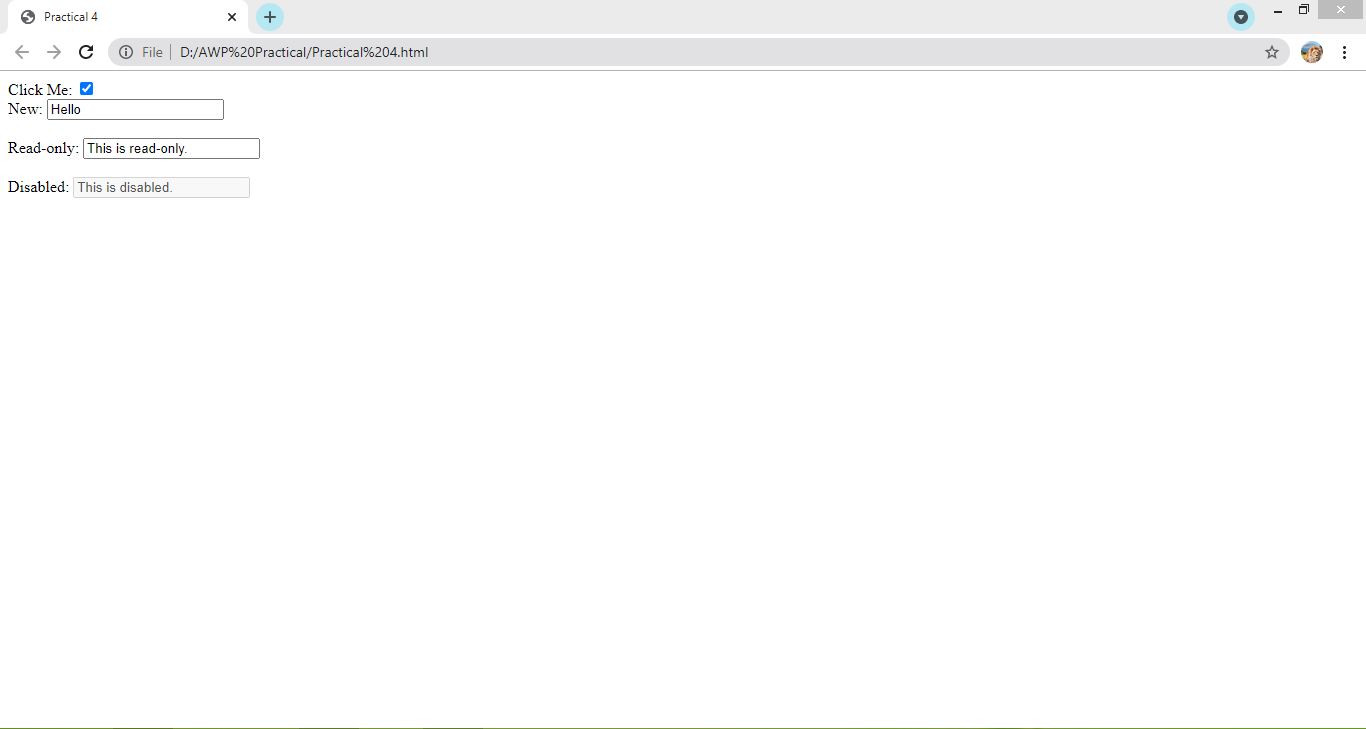 Practical 4
File D:/AWP%20Practical/Practical%204.html
Click Me:
New: Hello
Read-only: This is read-only.
Disabled: This is disabled.